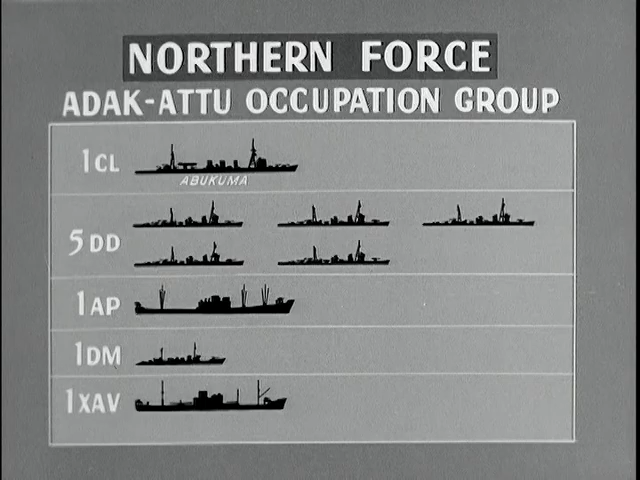 NORTHERN FORCE
ADAK-ATTU OCCUPATION GROUP
1CL
ABUKUMA
5DD
1AP
1DM
1XAV